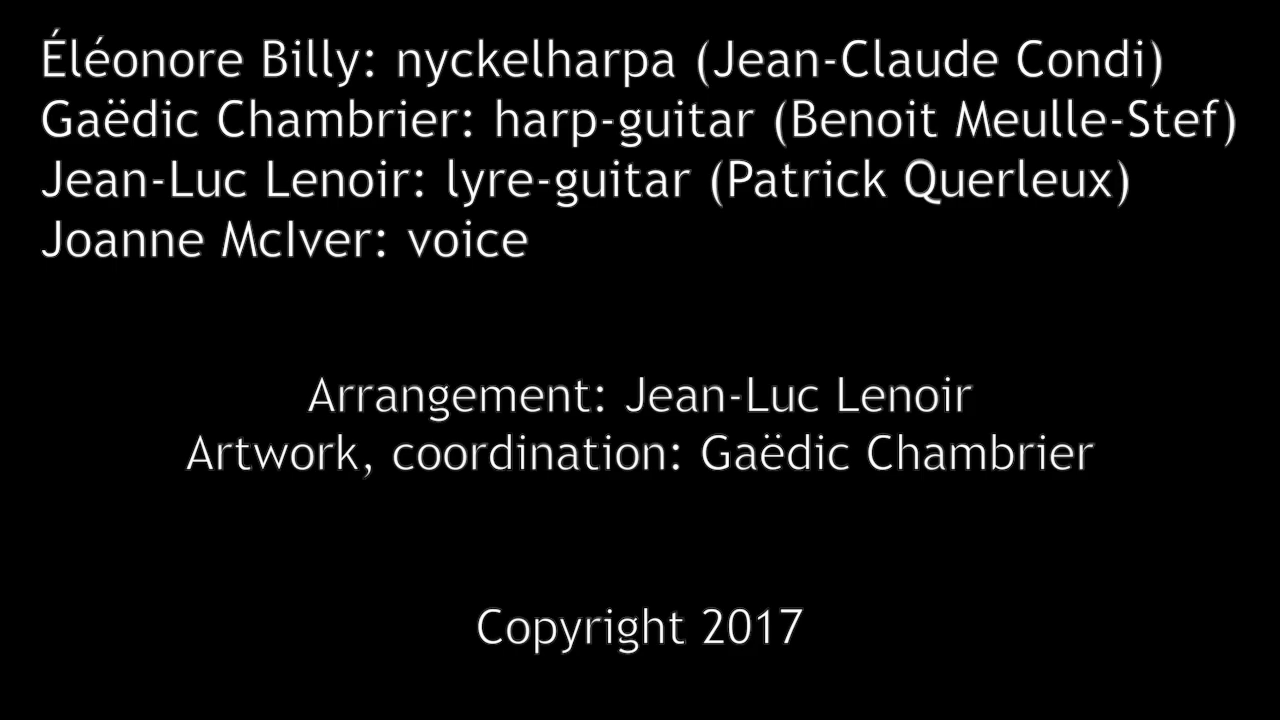 Éléonore Billy: nyckelharpa (Jean-Claude Condi)
Gaëdic Chambrier: harp-guitar (Benoit Meulle-Stef)
Jean-Luc Lenoir: lyre-guitar (Patrick Querleux)
Joanne McIver: voice
Arrangement: Jean-Luc Lenoir
Artwork, coordination: Gaëdic Chambrier
Copyright 2017